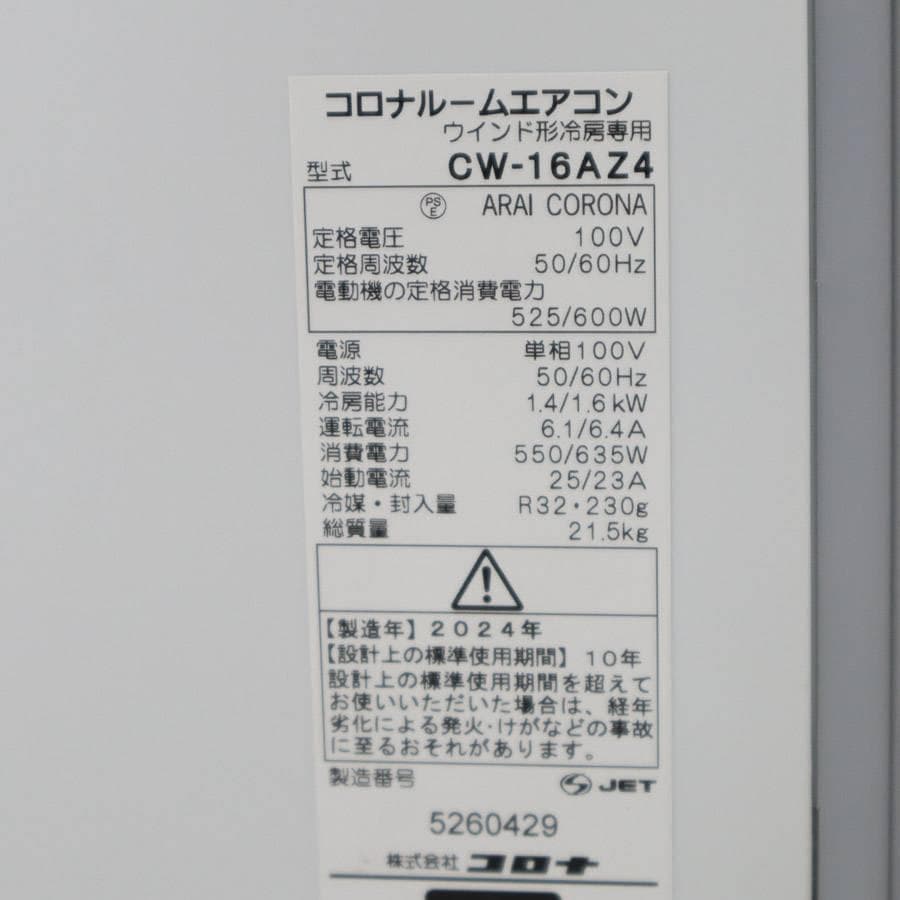 コロナルームエアコン
ウインド形冷房専用
型式 CW-16AZ4
PSE ARAI CORONA
定格電圧 100V
定格周波数 50/60Hz
電動機の定格消費電力
525/600W
電源 単相100V
周波数 50/60Hz
冷房能力 1.4/1.6kW
運転電流 6.1/6.4A
消費電力 550/635W
始動電流 25/23A
冷媒・封入量 R32・230g
総質量 21.5kg
【製造年】2024年
【設計上の標準使用期間】10年
設計上の標準使用期間を超えて
お使いいただいた場合は、経年
劣化による発火・けがなどの事故
に至るおそれがあります。
製造番号 JET
5260429
株式会社 コロナ